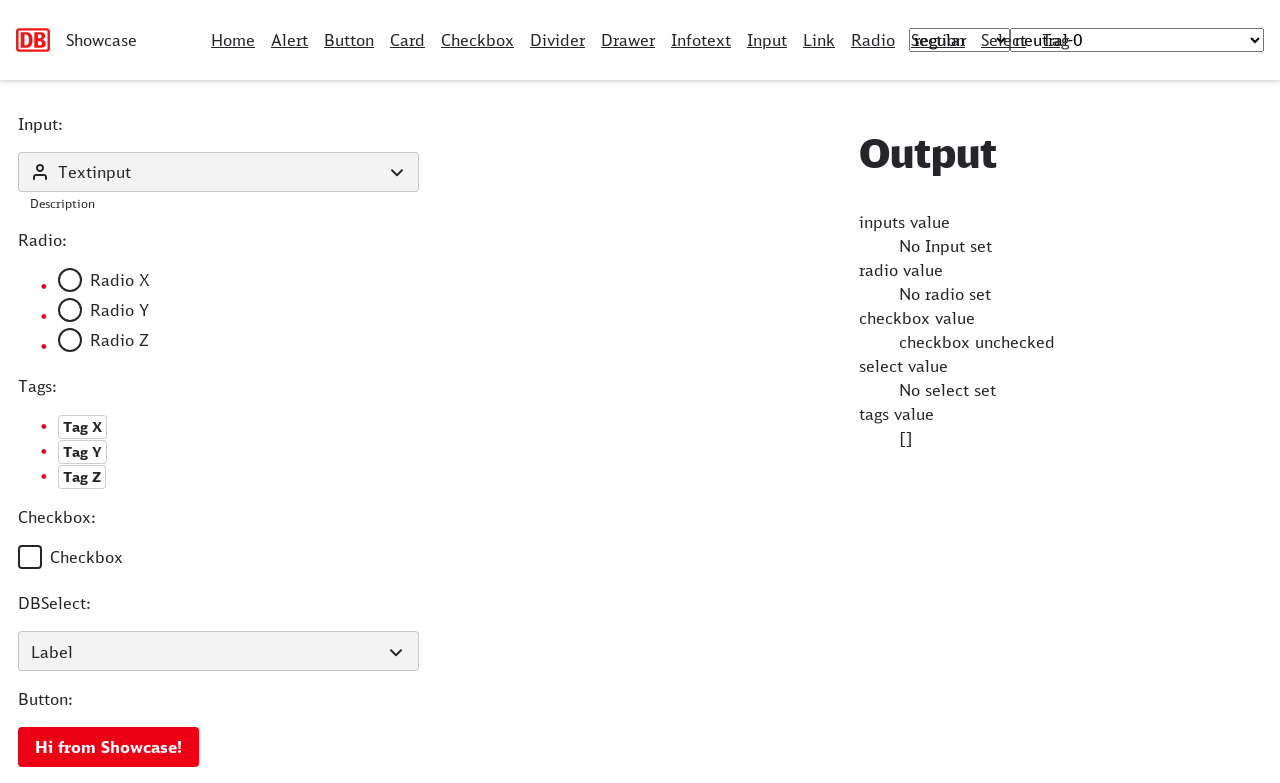 DB Showcase Home Alert Button Card Checkbox Divider Drawer Infotext Input Link Radio Section Select Tag regular neutral-0
Input:
Textinput
Description
Radio:
Radio X
Radio Y
Radio Z
Tags:
Tag X
Tag Y
Tag Z
Checkbox:
Checkbox
DBSelect:
Label
Button:
Hi from Showcase!
Output
inputs value
No Input set
radio value
No radio set
checkbox value
checkbox unchecked
select value
No select set
tags value
[]